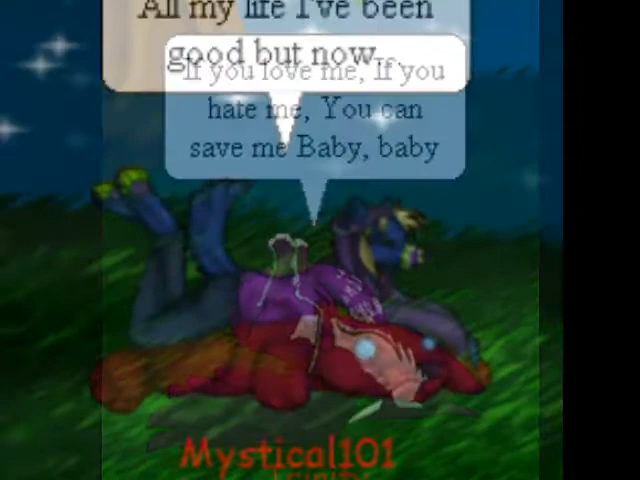 All my life I've been
good but now...
If you love me, If you
hate me, You can
save me Baby, baby
Mystical101